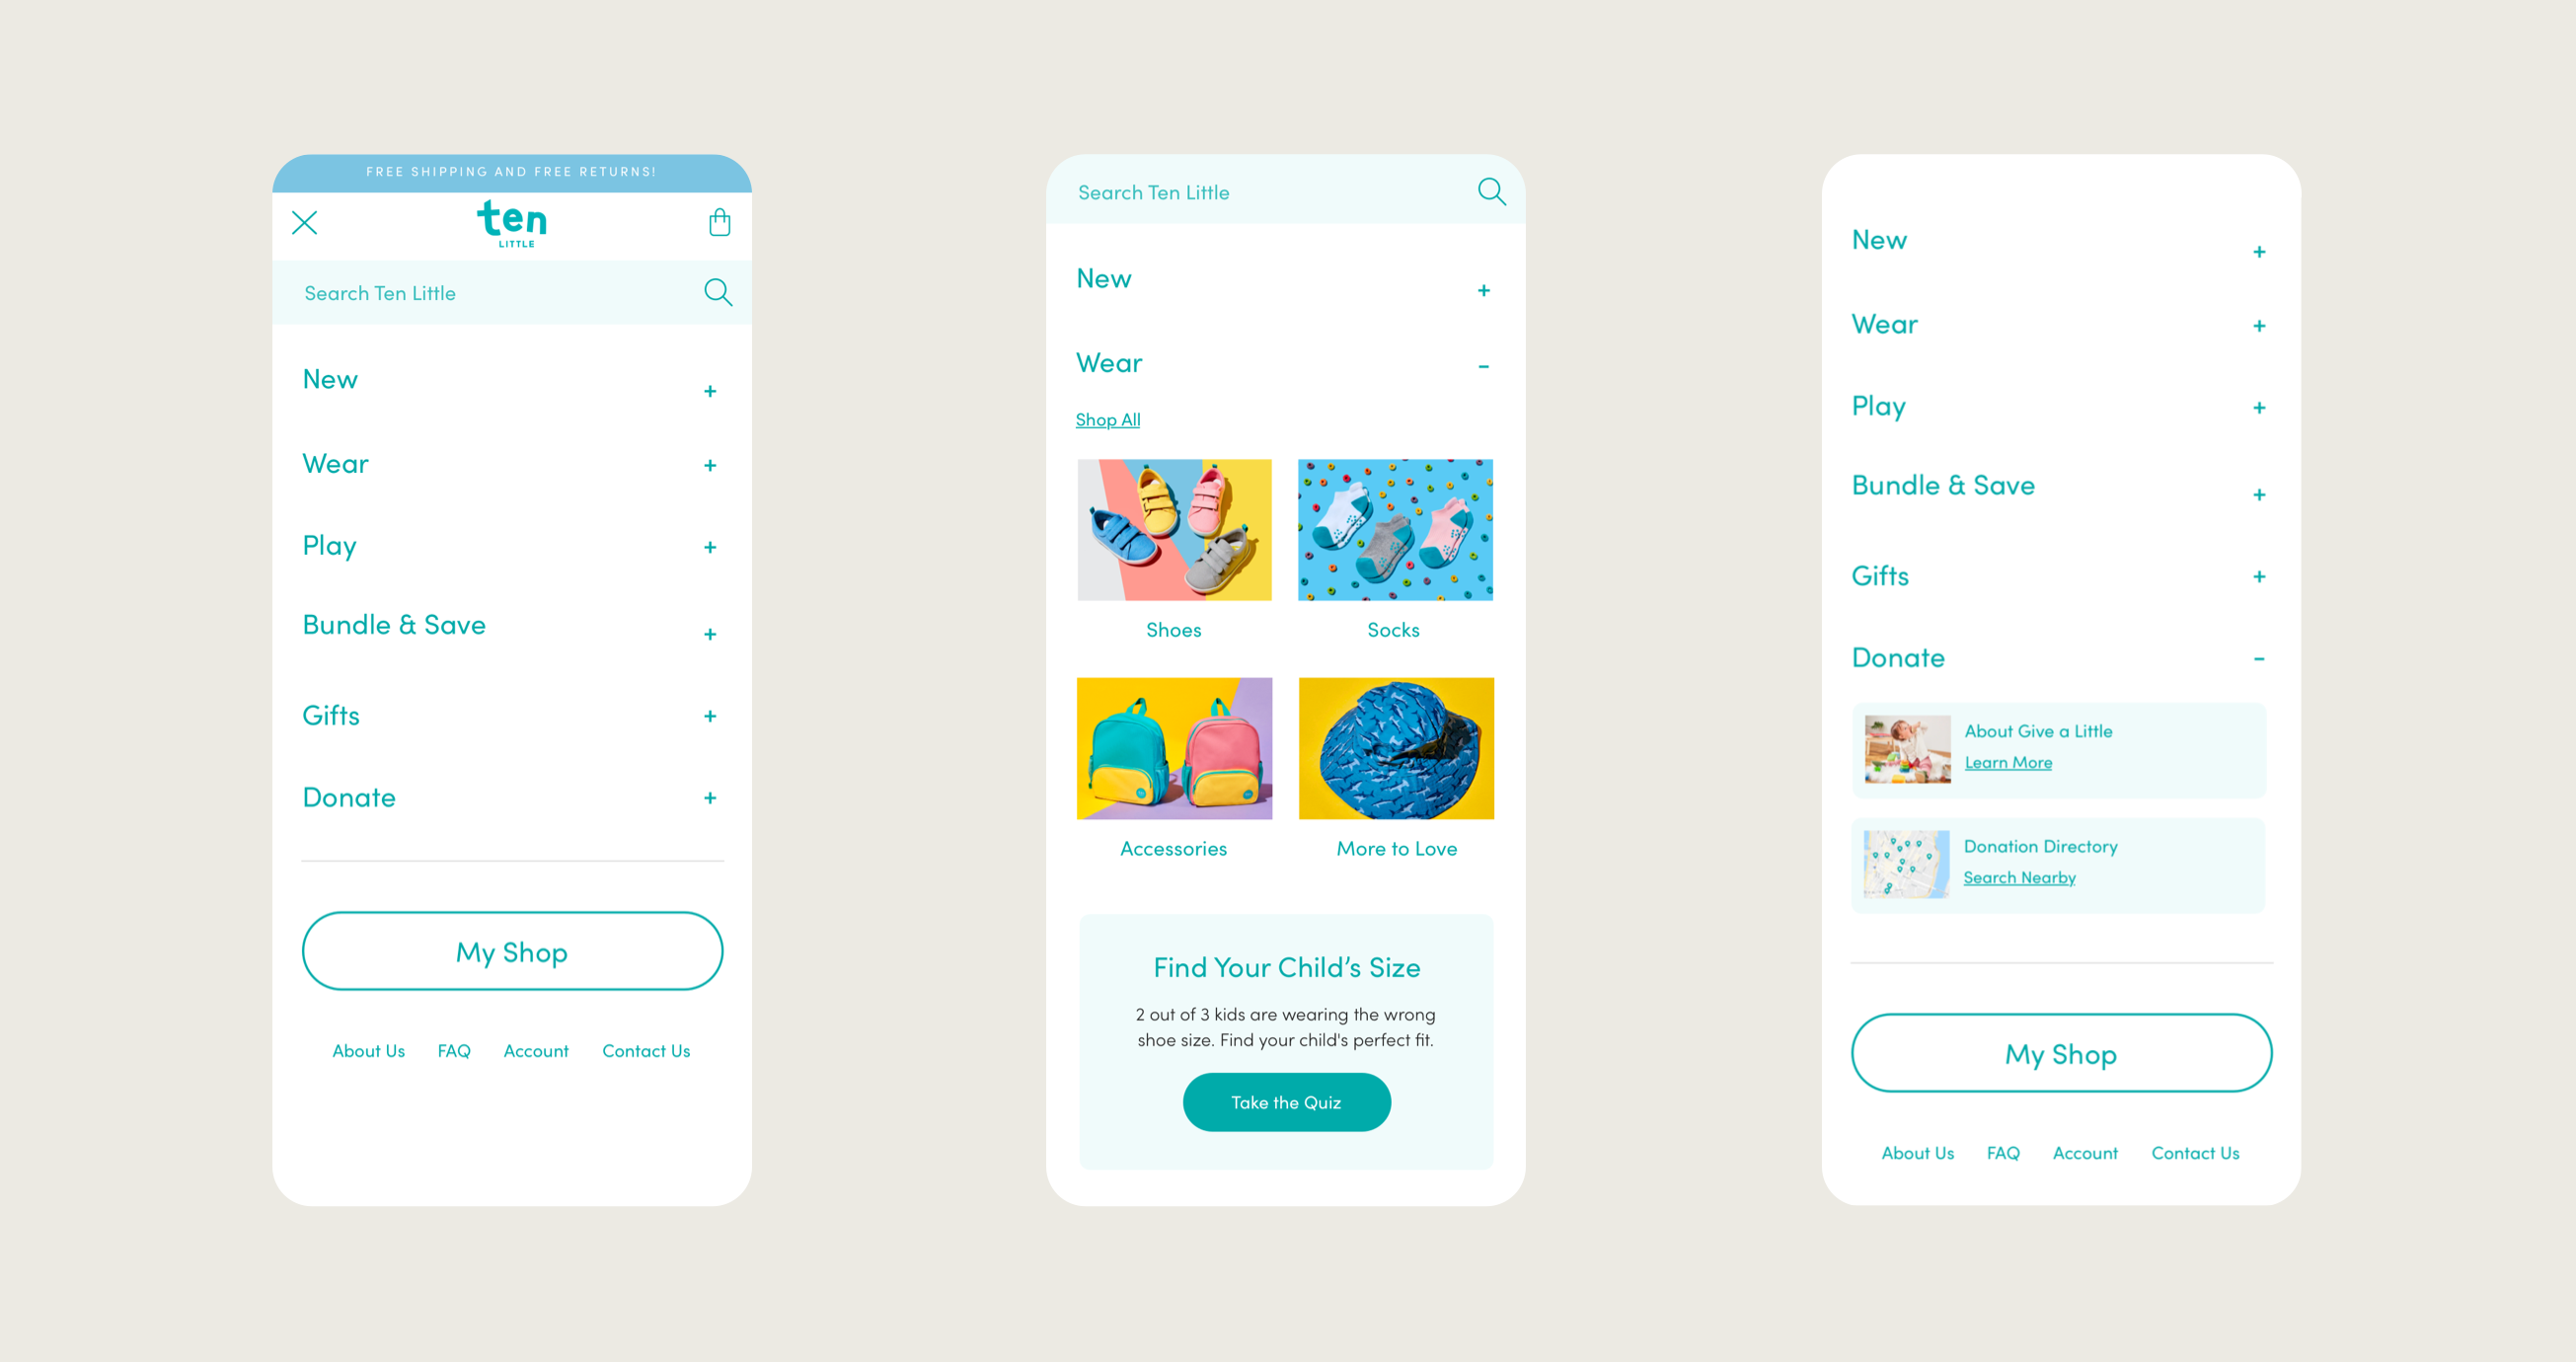 FREE SHIPPING AND FREE RETURNS!
ten
LITTLE
Search Ten Little
New +
Wear +
Play +
Bundle & Save +
Gifts +
Donate +
My Shop
About Us FAQ Account Contact Us
Search Ten Little
New +
Wear -
Shop All
Shoes Socks
Accessories More to Love
Find Your Child’s Size
2 out of 3 kids are wearing the wrong
shoe size. Find your child's perfect fit.
Take the Quiz
New +
Wear +
Play +
Bundle & Save +
Gifts +
Donate -
About Give a Little
Learn More
Donation Directory
Search Nearby
My Shop
About Us FAQ Account Contact Us